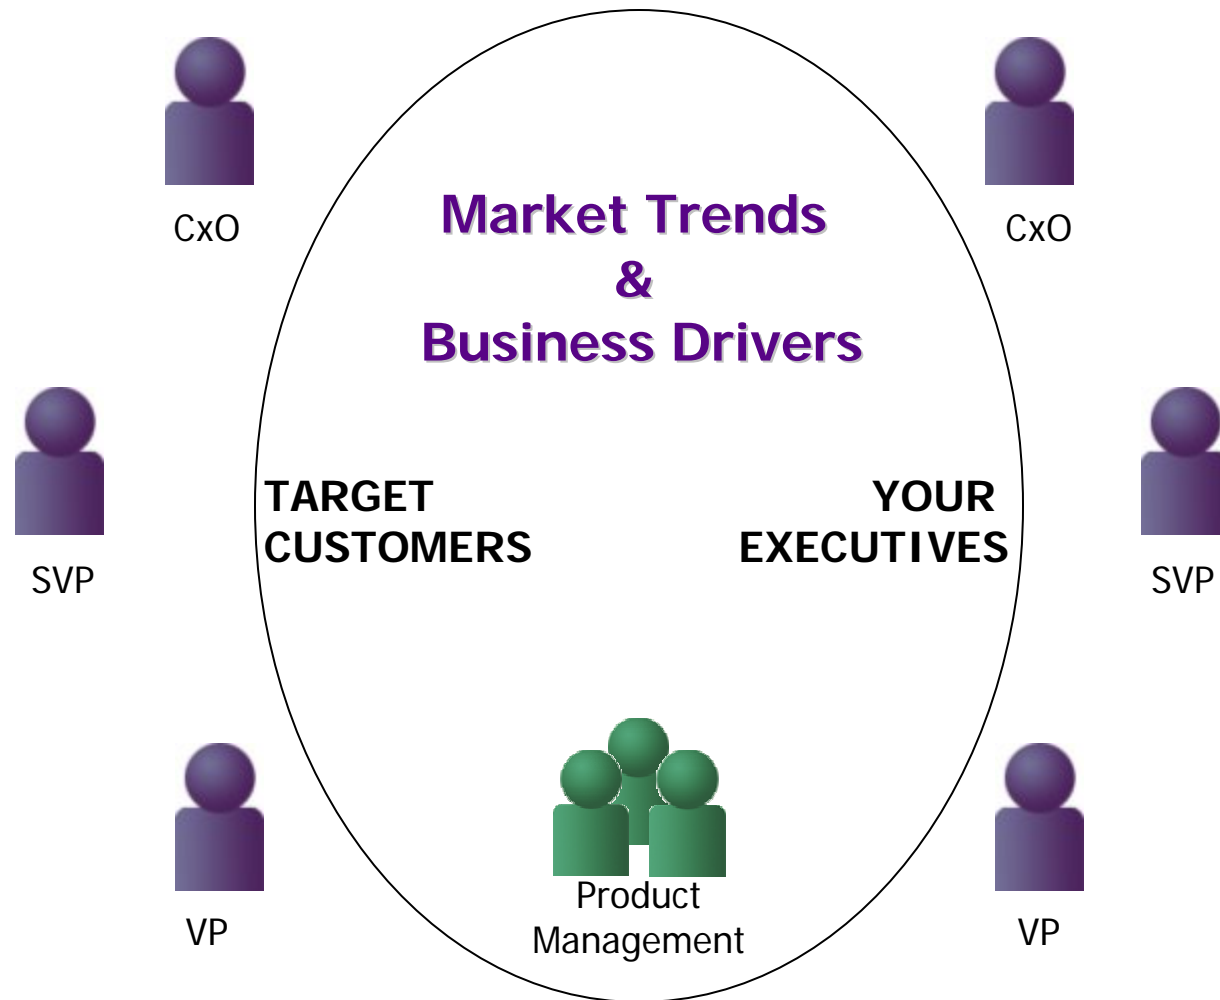 CxO
CxO
Market Trends
&
Business Drivers
TARGET
CUSTOMERS
YOUR
EXECUTIVES
SVP
SVP
Product
Management
VP
VP